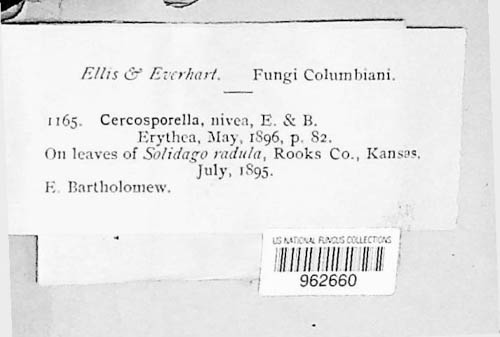 Ellis & Everhart. Fungi Columbiani.
1165. Cercosporella, nivea, E. & B.
Erythea, May, 1896, p. 82.
On leaves of Solidago radula, Rooks Co., Kansas,
July, 1895.
E. Bartholomew.
US NATIONAL FUNGUS COLLECTIONS
962660